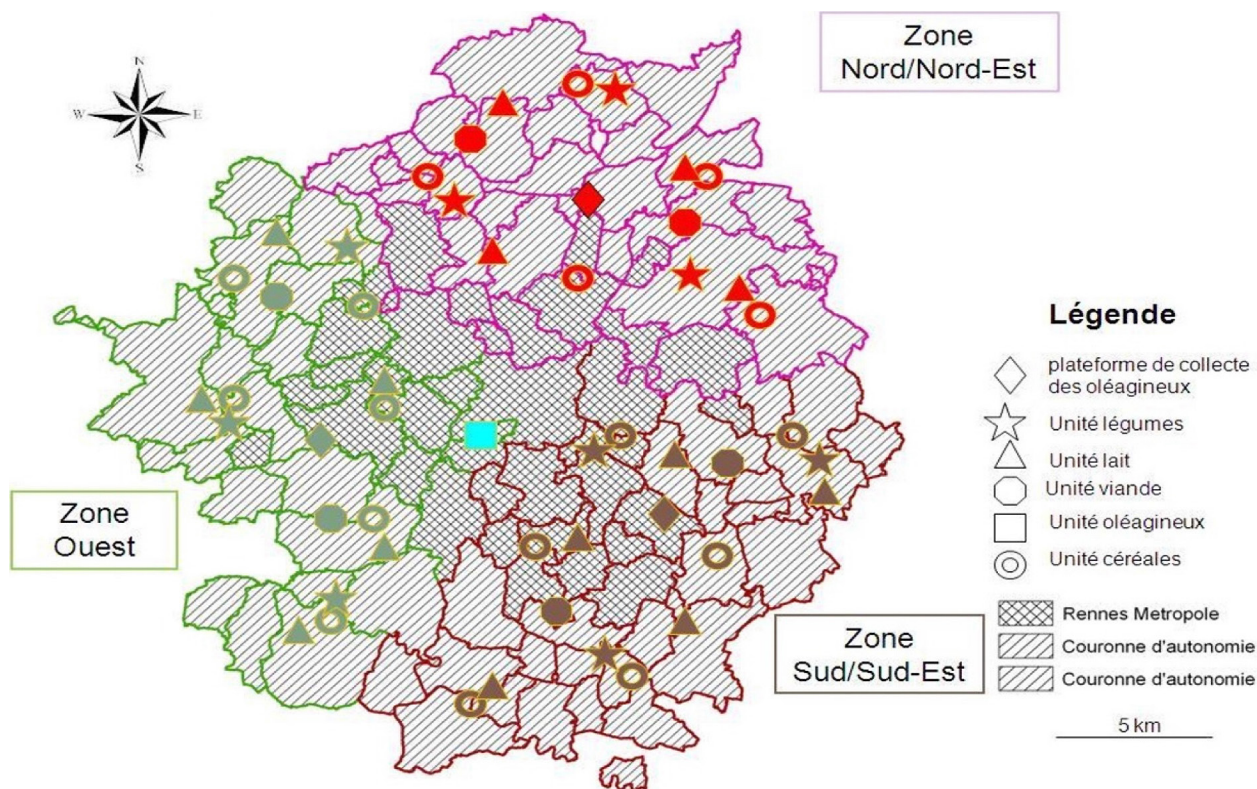 Zone
Nord/Nord-Est
N
W
E
S
Légende
plateforme de collecte
des oléagineux
Unité légumes
Unité lait
Unité viande
Unité oléagineux
Unité céréales
Rennes Metropole
Couronne d'autonomie
Couronne d'autonomie
5 km
Zone
Ouest
Zone
Sud/Sud-Est